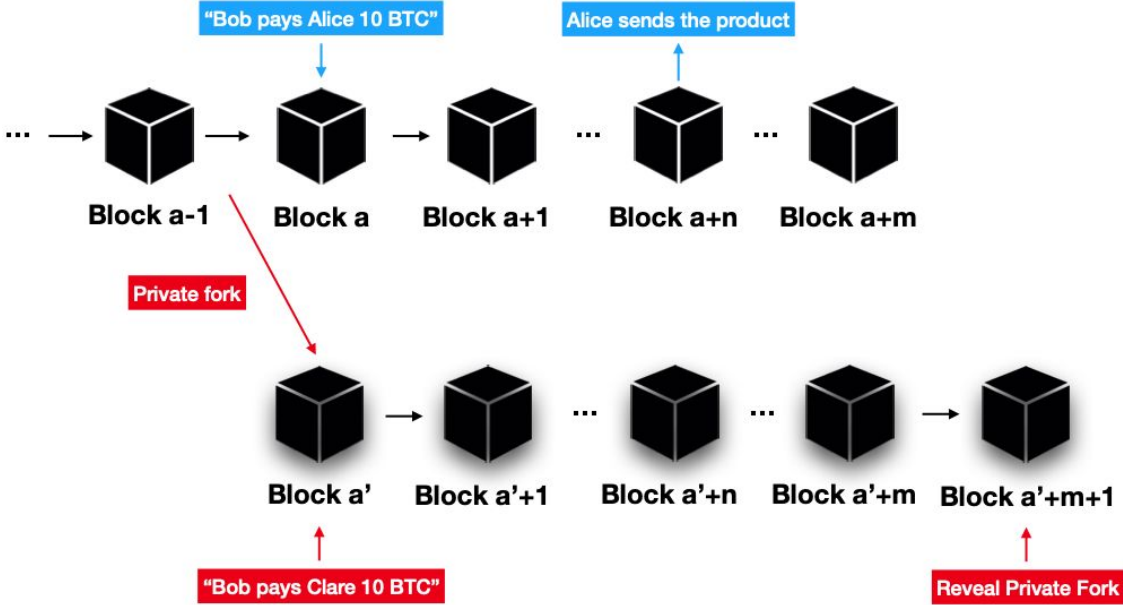 “Bob pays Alice 10 BTC”
Alice sends the product
...
...
...
Block a-1
Block a
Block a+1
Block a+n
Block a+m
Private fork
...
...
Block a’
Block a’+1
Block a’+n
Block a’+m
Block a’+m+1
“Bob pays Clare 10 BTC”
Reveal Private Fork